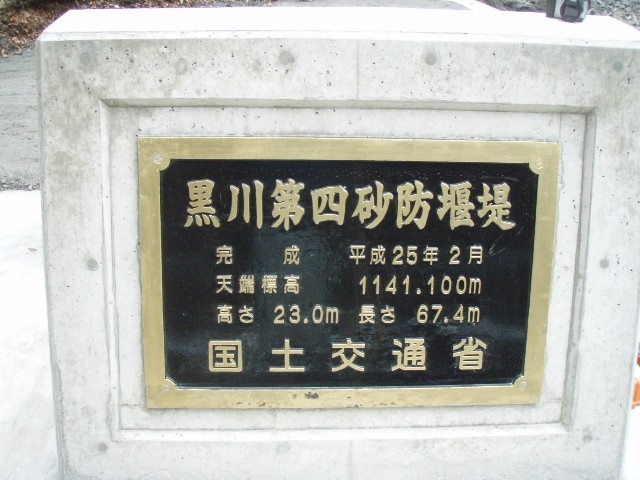 黒川第四砂防堰堤
完成 平成25年2月
天端標高 1141.100m
高さ 23.0m 長さ 67.4m
国土交通省